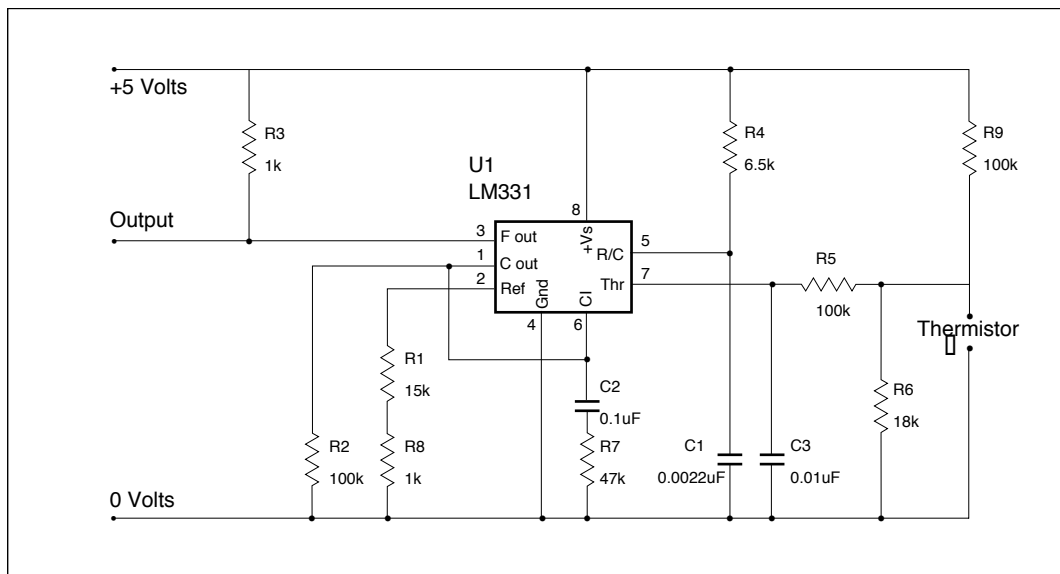 +5 Volts
R3
1k
R4
6.5k
R9
100k
U1
LM331
Output
8
3
F out
+Vs
5
1
C out
R/C
2
Ref
7
Thr
Gnd
CI
4
6
R5
100k
Thermistor
R1
15k
C2
0.1uF
R6
18k
R2
100k
R8
1k
R7
47k
C1
0.0022uF
C3
0.01uF
0 Volts